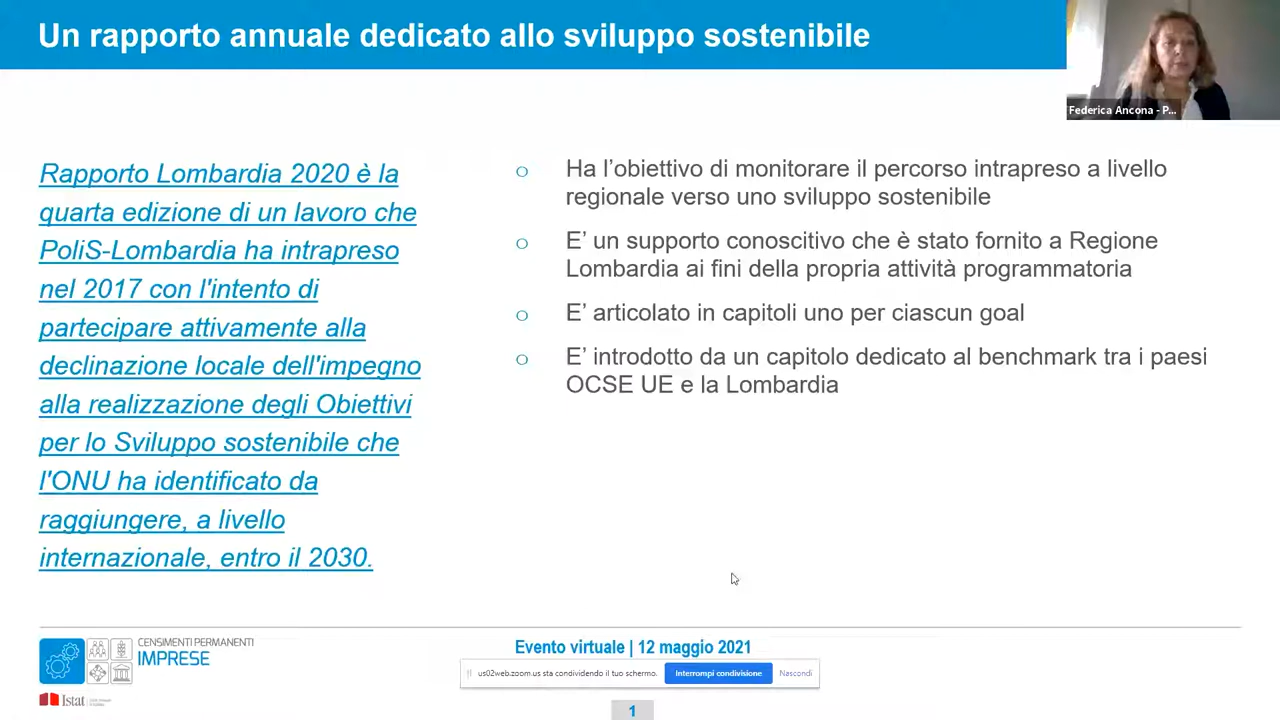 Un rapporto annuale dedicato allo sviluppo sostenibile
Federica Ancona - P...
Rapporto Lombardia 2020 è la
quarta edizione di un lavoro che
PoliS-Lombardia ha intrapreso
nel 2017 con l'intento di
partecipare attivamente alla
declinazione locale dell'impegno
alla realizzazione degli Obiettivi
per lo Sviluppo sostenibile che
l'ONU ha identificato da
raggiungere, a livello
internazionale, entro il 2030.
o Ha l’obiettivo di monitorare il percorso intrapreso a livello
regionale verso uno sviluppo sostenibile
o E’ un supporto conoscitivo che è stato fornito a Regione
Lombardia ai fini della propria attività programmatoria
o E’ articolato in capitoli uno per ciascun goal
o E’ introdotto da un capitolo dedicato al benchmark tra i paesi
OCSE UE e la Lombardia
CENSIMENTI PERMANENTI
IMPRESE
Istat
Evento virtuale | 12 maggio 2021
us02web.zoom.us sta condividendo il tuo schermo.
Interrompi condivisione
Nascondi
1